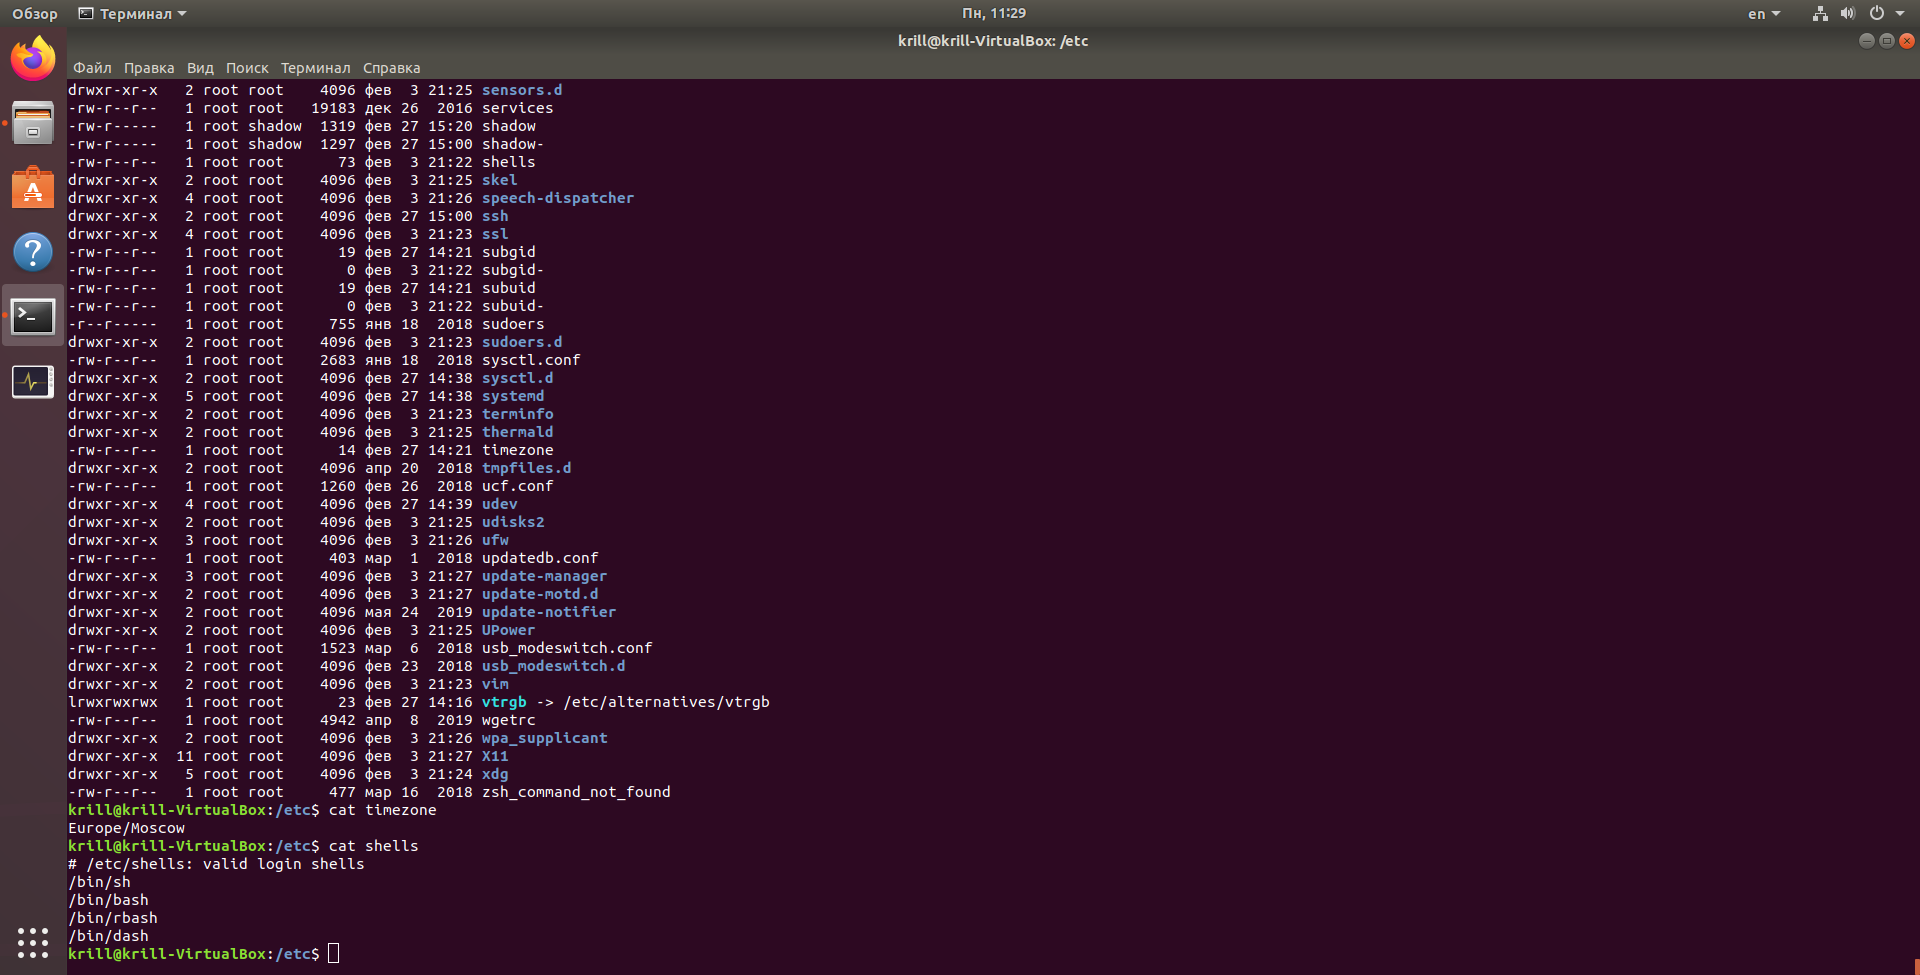 Обзор Терминал Пн, 11:29 en
krill@krill-VirtualBox: /etc
Файл Правка Вид Поиск Терминал Справка
drwxr-xr-x   2 root root    4096 фев  3 21:25 sensors.d
-rw-r--r--   1 root root   19183 дек 26  2016 services
-rw-r-----   1 root shadow  1319 фев 27 15:20 shadow
-rw-r-----   1 root shadow  1297 фев 27 15:00 shadow-
-rw-r--r--   1 root root      73 фев  3 21:22 shells
drwxr-xr-x   2 root root    4096 фев  3 21:25 skel
drwxr-xr-x   4 root root    4096 фев  3 21:26 speech-dispatcher
drwxr-xr-x   2 root root    4096 фев 27 15:00 ssh
drwxr-xr-x   4 root root    4096 фев  3 21:23 ssl
-rw-r--r--   1 root root      19 фев 27 14:21 subgid
-rw-r--r--   1 root root       0 фев  3 21:22 subgid-
-rw-r--r--   1 root root      19 фев 27 14:21 subuid
-rw-r--r--   1 root root       0 фев  3 21:22 subuid-
-r--r-----   1 root root     755 янв 18  2018 sudoers
drwxr-xr-x   2 root root    4096 фев  3 21:23 sudoers.d
-rw-r--r--   1 root root    2683 янв 18  2018 sysctl.conf
drwxr-xr-x   2 root root    4096 фев 27 14:38 sysctl.d
drwxr-xr-x   5 root root    4096 фев 27 14:38 systemd
drwxr-xr-x   2 root root    4096 фев  3 21:23 terminfo
drwxr-xr-x   2 root root    4096 фев  3 21:25 thermald
-rw-r--r--   1 root root      14 фев 27 14:21 timezone
drwxr-xr-x   2 root root    4096 апр 20  2018 tmpfiles.d
-rw-r--r--   1 root root    1260 фев 26  2018 ucf.conf
drwxr-xr-x   4 root root    4096 фев 27 14:39 udev
drwxr-xr-x   2 root root    4096 фев  3 21:25 udisks2
drwxr-xr-x   3 root root    4096 фев  3 21:26 ufw
-rw-r--r--   1 root root     403 мар  1  2018 updatedb.conf
drwxr-xr-x   3 root root    4096 фев  3 21:27 update-manager
drwxr-xr-x   2 root root    4096 фев  3 21:27 update-motd.d
drwxr-xr-x   2 root root    4096 мая 24  2019 update-notifier
drwxr-xr-x   2 root root    4096 фев  3 21:25 UPower
-rw-r--r--   1 root root    1523 мар  6  2018 usb_modeswitch.conf
drwxr-xr-x   2 root root    4096 фев 23  2018 usb_modeswitch.d
drwxr-xr-x   2 root root    4096 фев  3 21:23 vim
lrwxrwxrwx   1 root root      23 фев 27 14:16 vtrgb -> /etc/alternatives/vtrgb
-rw-r--r--   1 root root    4942 апр  8  2019 wgetrc
drwxr-xr-x   2 root root    4096 фев  3 21:26 wpa_supplicant
drwxr-xr-x  11 root root    4096 фев  3 21:27 X11
drwxr-xr-x   5 root root    4096 фев  3 21:24 xdg
-rw-r--r--   1 root root     477 мар 16  2018 zsh_command_not_found
krill@krill-VirtualBox:/etc$ cat timezone
Europe/Moscow
krill@krill-VirtualBox:/etc$ cat shells
# /etc/shells: valid login shells
/bin/sh
/bin/bash
/bin/rbash
/bin/dash
krill@krill-VirtualBox:/etc$